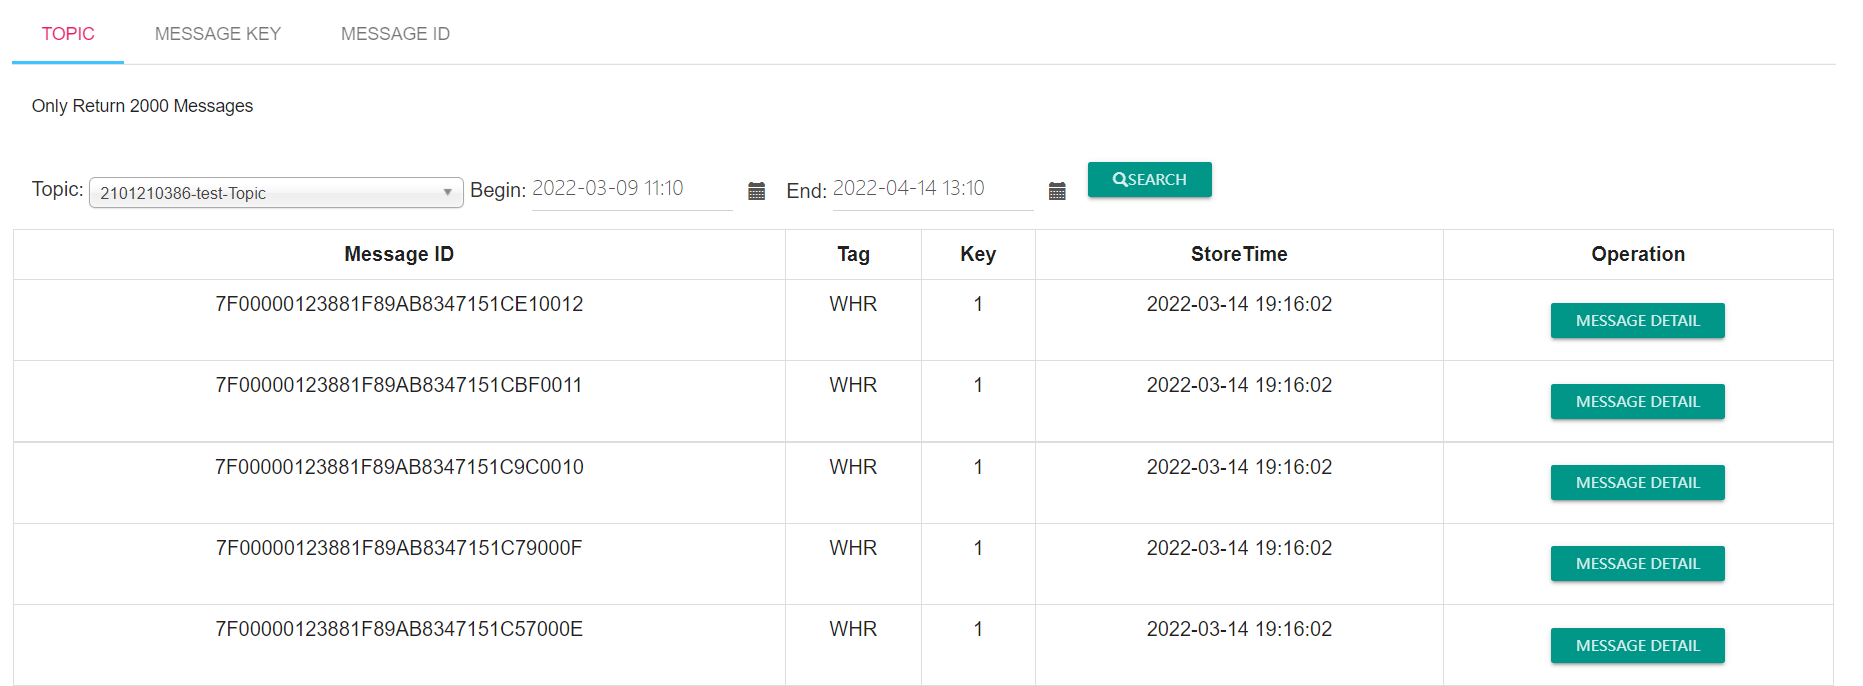 TOPIC MESSAGE KEY MESSAGE ID
Only Return 2000 Messages
Topic: 2101210386-test-Topic Begin: 2022-03-09 11:10 End: 2022-04-14 13:10 SEARCH
Message ID Tag Key StoreTime Operation
7F00000123881F89AB8347151CE10012 WHR 1 2022-03-14 19:16:02 MESSAGE DETAIL
7F00000123881F89AB8347151CBF0011 WHR 1 2022-03-14 19:16:02 MESSAGE DETAIL
7F00000123881F89AB8347151C9C0010 WHR 1 2022-03-14 19:16:02 MESSAGE DETAIL
7F00000123881F89AB8347151C79000F WHR 1 2022-03-14 19:16:02 MESSAGE DETAIL
7F00000123881F89AB8347151C57000E WHR 1 2022-03-14 19:16:02 MESSAGE DETAIL